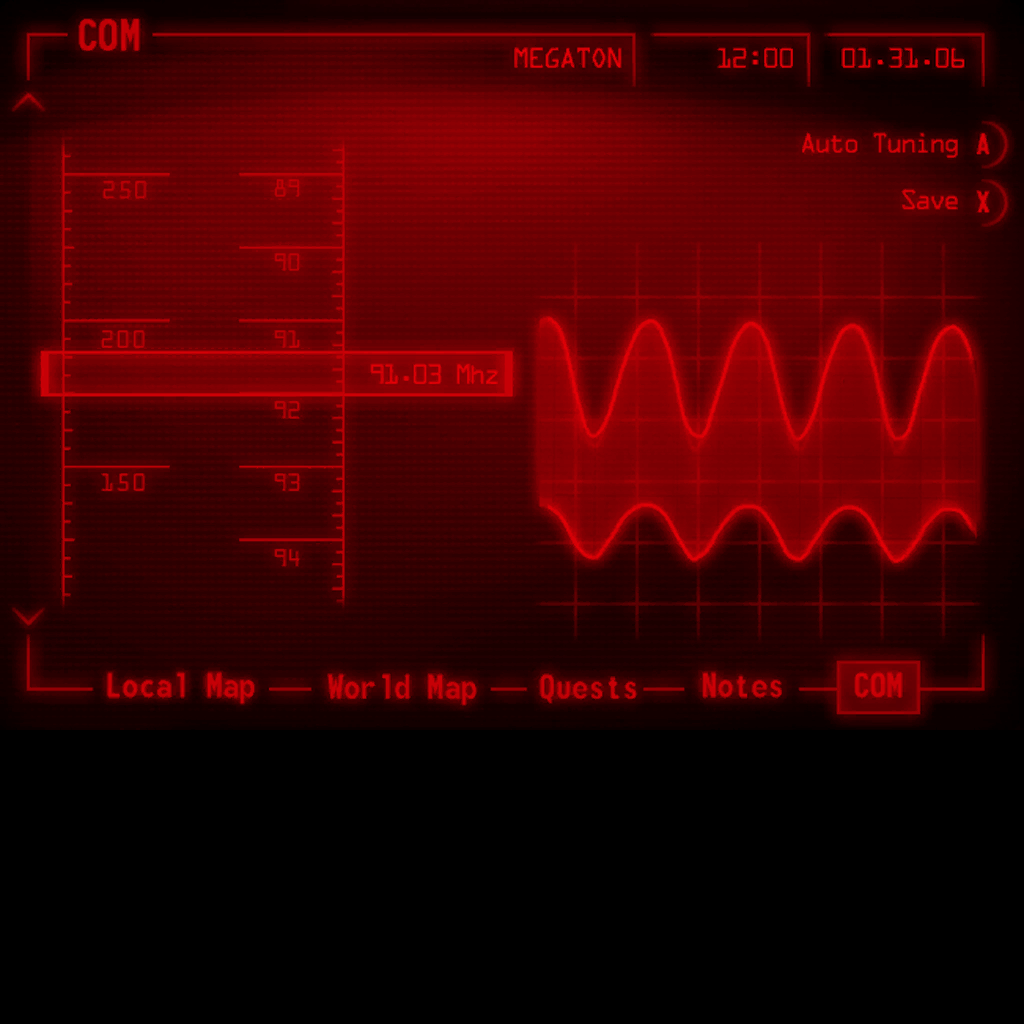 COM
MEGATON 12:00 01.31.06
Auto Tuning A
Save X
250 89
90
200 91
91.03 Mhz
92
150 93
94
Local Map World Map Quests Notes COM